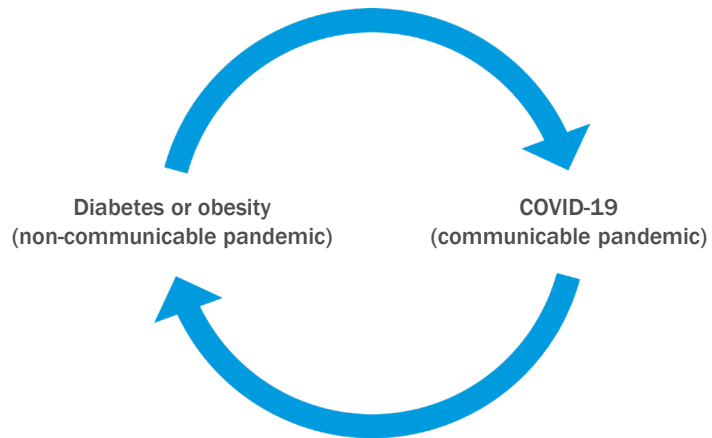 Diabetes or obesity
(non-communicable pandemic)
COVID-19
(communicable pandemic)